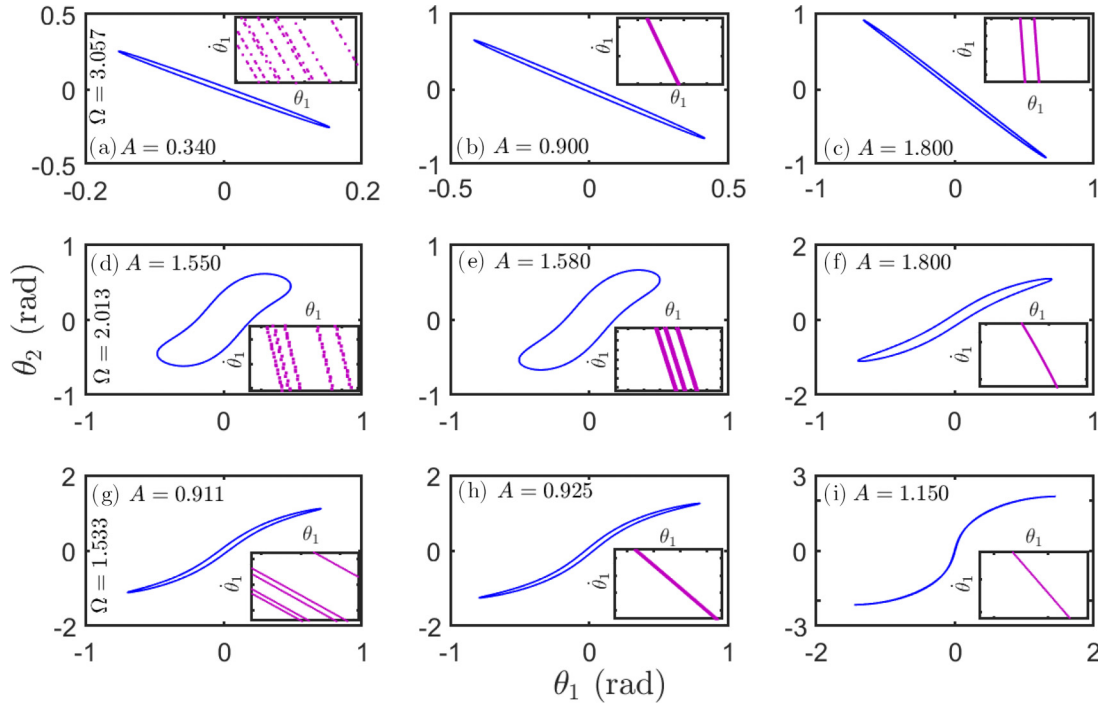 Ω = 3.057
0.5
0
-0.5
(a) A = 0.340
θ̇₁
θ₁
-0.2
0
0.2
1
0
-1
(b) A = 0.900
θ̇₁
θ₁
-0.5
0
0.5
1
0
-1
(c) A = 1.800
θ̇₁
θ₁
-1
0
1
θ₂ (rad)
Ω = 2.013
1
0
-1
(d) A = 1.550
θ₁
θ̇₁
-1
0
1
1
0
-1
(e) A = 1.580
θ₁
θ̇₁
-1
0
1
2
0
-2
(f) A = 1.800
θ₁
θ̇₁
-1
0
1
Ω = 1.533
2
0
-2
(g) A = 0.911
θ₁
θ̇₁
-1
0
1
2
0
-2
(h) A = 0.925
θ₁
θ̇₁
-1
0
1
3
0
-3
(i) A = 1.150
θ₁
θ̇₁
-2
0
2
θ₁ (rad)